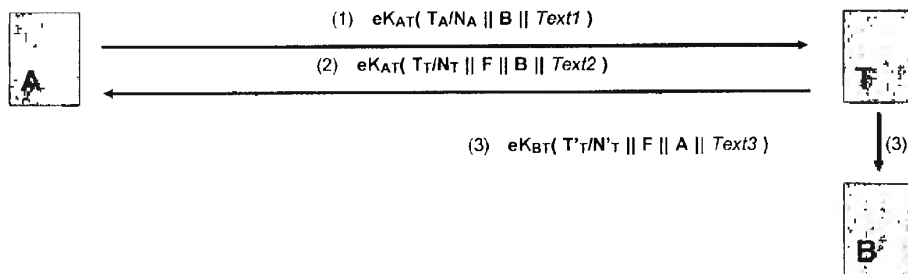 (1) eKAT( TA/NA || B || Text1 )
A
T
(2) eKAT( TT/NT || F || B || Text2 )
(3) eKBT( T'T/N'T || F || A || Text3 )
(3)
B